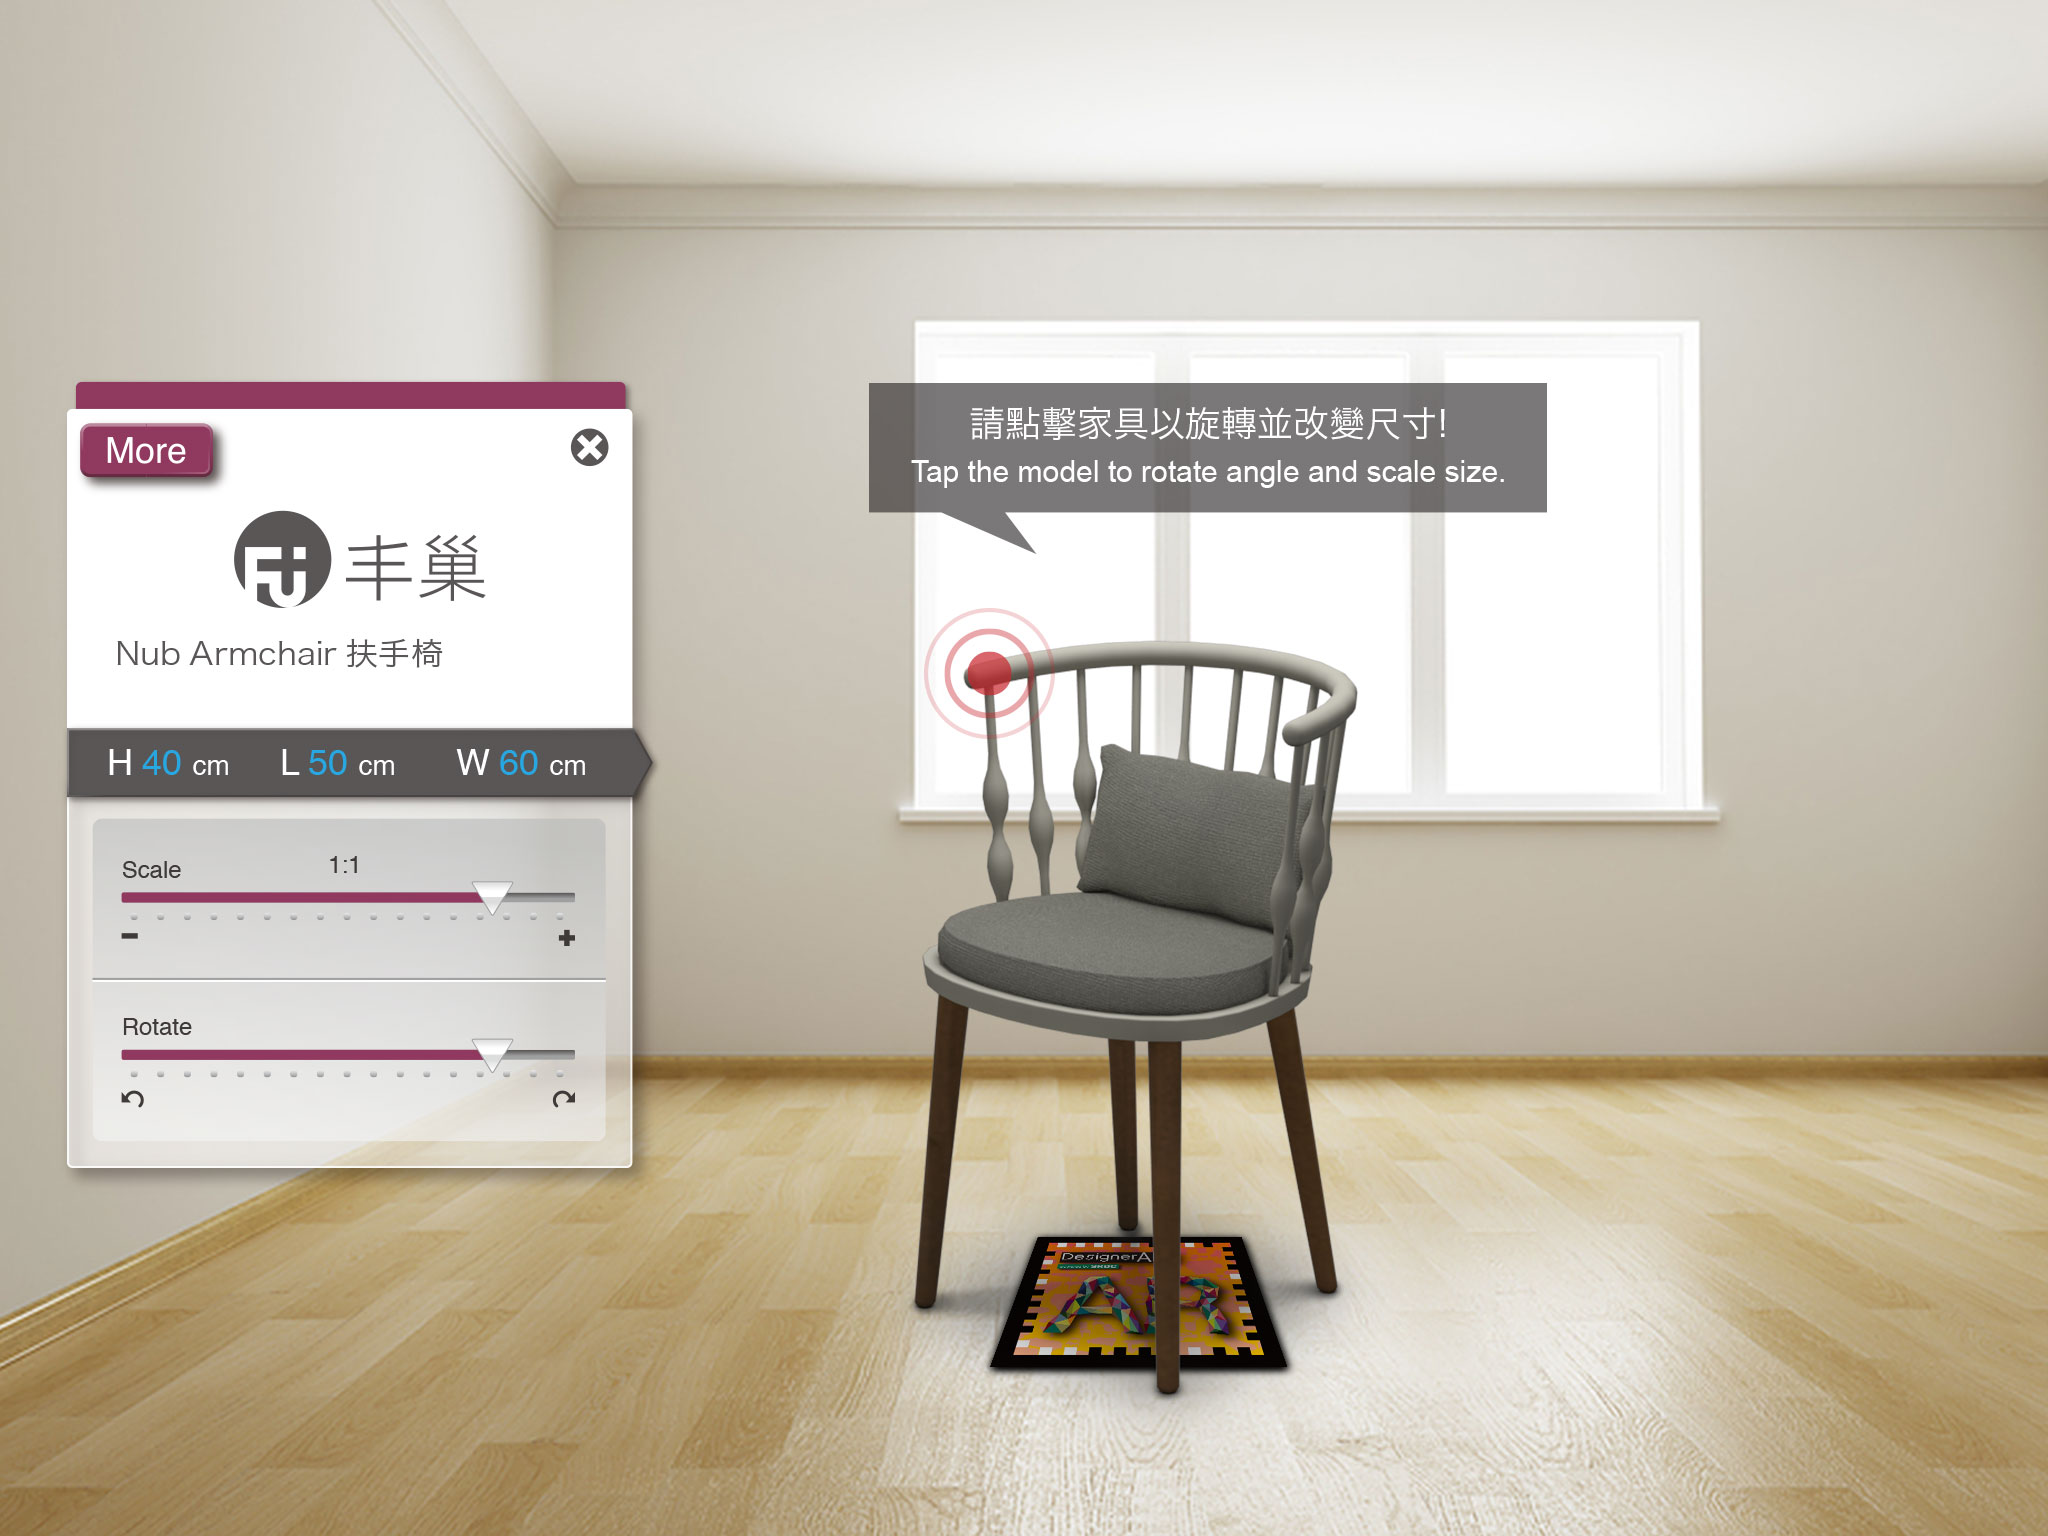 More
Fu 丰巢
Nub Armchair 扶手椅
H 40 cm L 50 cm W 60 cm
Scale 1:1
Rotate
請點擊家具以旋轉並改變尺寸!
Tap the model to rotate angle and scale size.
AR